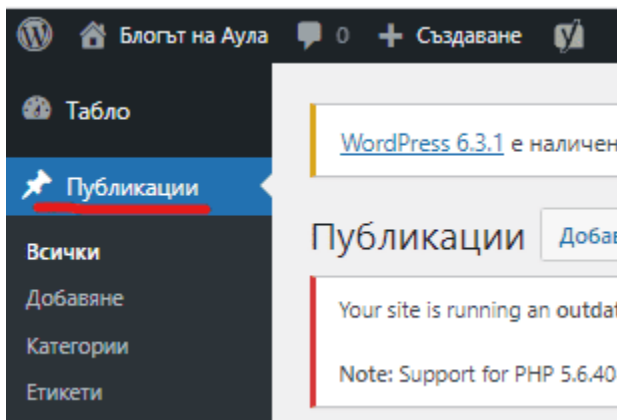 Блогът на Аула 0 + Създаване
Табло
WordPress 6.3.1 е наличен
Публикации
Публикации
Всички
Добавяне
Your site is running an
Категории
Note: Support for PHP 5.6.40
Етикети